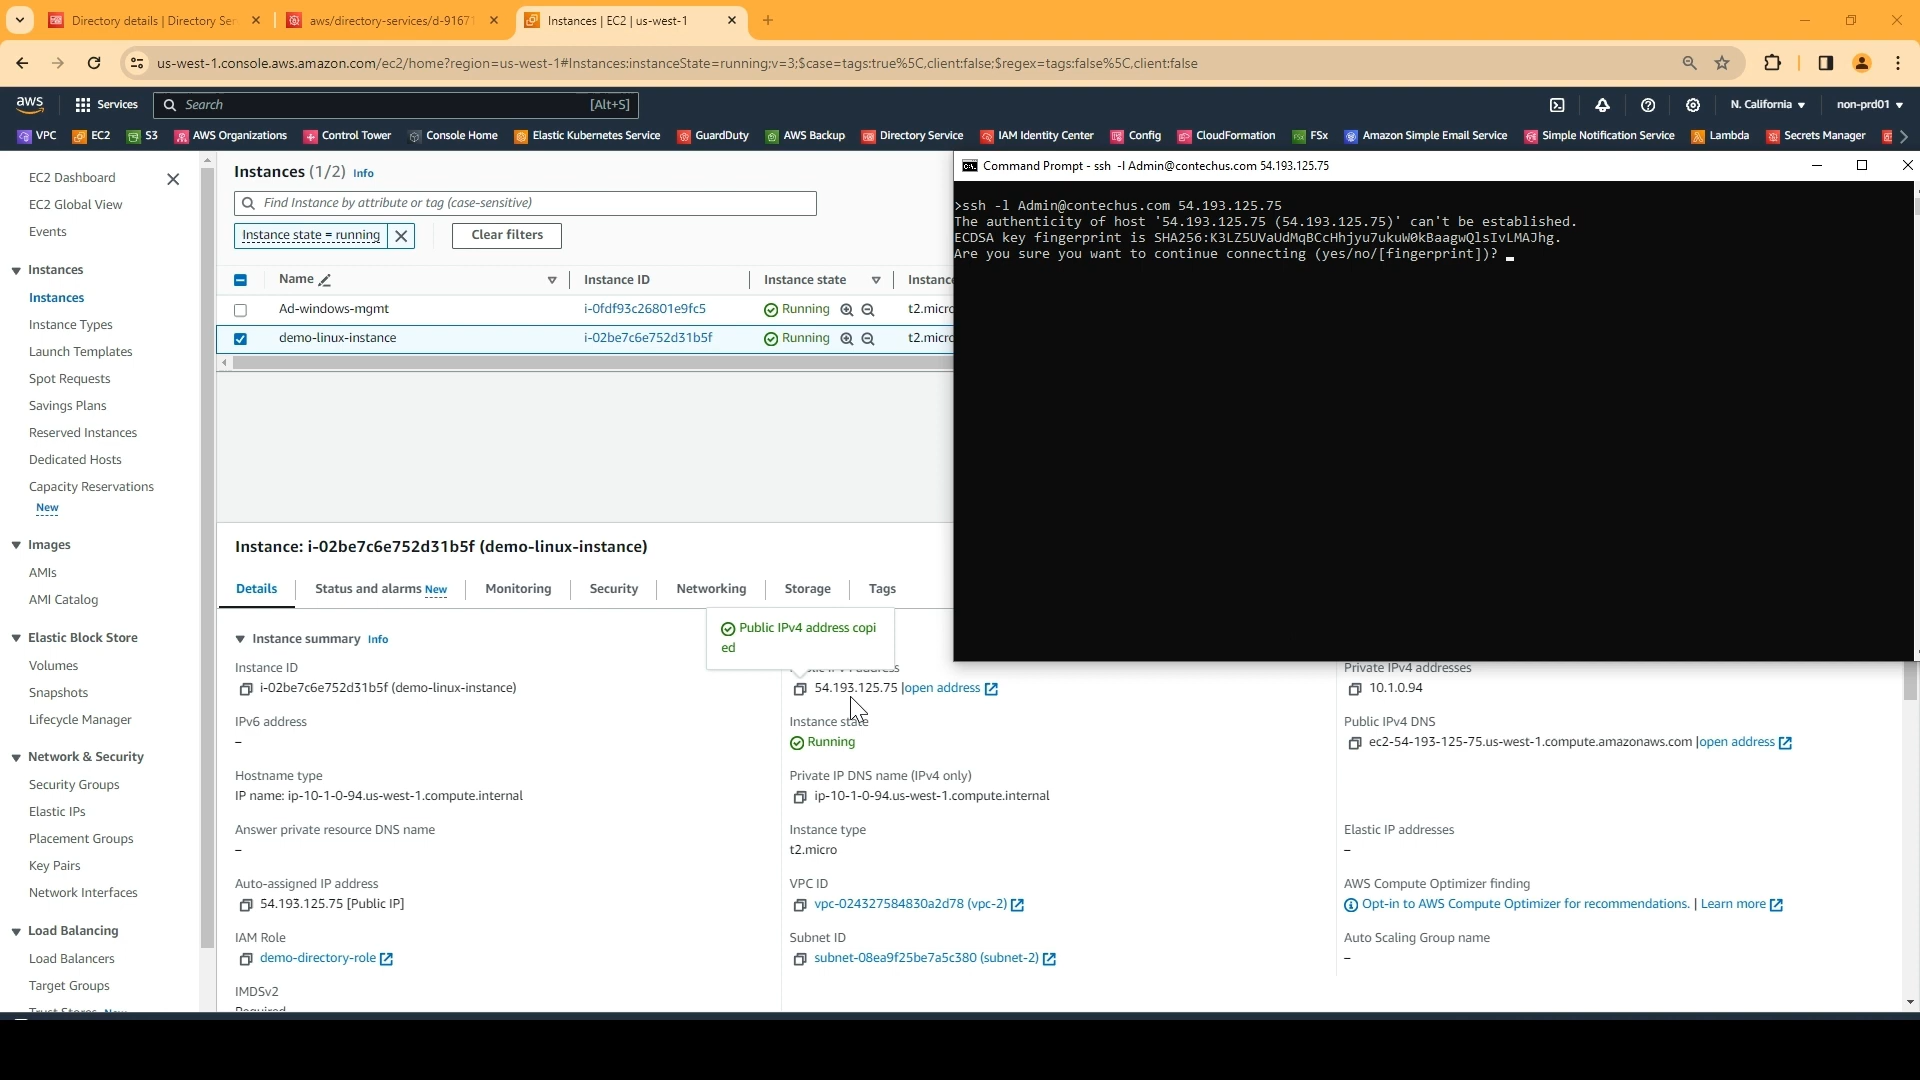 Directory details | Directory Ser
aws/directory-services/d-91671
Instances | EC2 | us-west-1
us-west-1.console.aws.amazon.com/ec2/home?region=us-west-1#Instances:instanceState=running;v=3;$case=tags:true%5C,client:false;$regex=tags:false%5C,client:false
aws
Services
Search
[Alt+S]
N. California
non-prd01
VPC
EC2
S3
AWS Organizations
Control Tower
Console Home
Elastic Kubernetes Service
GuardDuty
AWS Backup
Directory Service
IAM Identity Center
Config
CloudFormation
FSx
Amazon Simple Email Service
Simple Notification Service
Lambda
Secrets Manager
EC2 Dashboard
EC2 Global View
Events
Instances
Instances
Instance Types
Launch Templates
Spot Requests
Savings Plans
Reserved Instances
Dedicated Hosts
Capacity Reservations
New
Images
AMIs
AMI Catalog
Elastic Block Store
Volumes
Snapshots
Lifecycle Manager
Network & Security
Security Groups
Elastic IPs
Placement Groups
Key Pairs
Network Interfaces
Load Balancing
Load Balancers
Target Groups
Instances (1/2) Info
Find Instance by attribute or tag (case-sensitive)
Instance state = running
Clear filters
Name
Instance ID
Instance state
Instanc
Ad-windows-mgmt
i-0fdf93c26801e9fc5
Running
t2.micro
demo-linux-instance
i-02be7c6e752d31b5f
Running
t2.micro
Command Prompt - ssh -l Admin@contechus.com 54.193.125.75
>ssh -l Admin@contechus.com 54.193.125.75
The authenticity of host '54.193.125.75 (54.193.125.75)' can't be established.
ECDSA key fingerprint is SHA256:K3LZ5UVaUdMqBCcHhjyu7ukuW0kBaagwQlsIvLMAJhg.
Are you sure you want to continue connecting (yes/no/[fingerprint])?
Instance: i-02be7c6e752d31b5f (demo-linux-instance)
Details
Status and alarms New
Monitoring
Security
Networking
Storage
Tags
Public IPv4 address copi
ed
Instance summary Info
Instance ID
i-02be7c6e752d31b5f (demo-linux-instance)
54.193.125.75 |open address
Private IPv4 addresses
10.1.0.94
IPv6 address
–
Instance state
Running
Public IPv4 DNS
ec2-54-193-125-75.us-west-1.compute.amazonaws.com |open address
Hostname type
IP name: ip-10-1-0-94.us-west-1.compute.internal
Private IP DNS name (IPv4 only)
ip-10-1-0-94.us-west-1.compute.internal
Answer private resource DNS name
–
Instance type
t2.micro
Elastic IP addresses
–
Auto-assigned IP address
54.193.125.75 [Public IP]
VPC ID
vpc-024327584830a2d78 (vpc-2)
AWS Compute Optimizer finding
Opt-in to AWS Compute Optimizer for recommendations. | Learn more
IAM Role
demo-directory-role
Subnet ID
subnet-08ea9f25be7a5c380 (subnet-2)
Auto Scaling Group name
–
IMDSv2